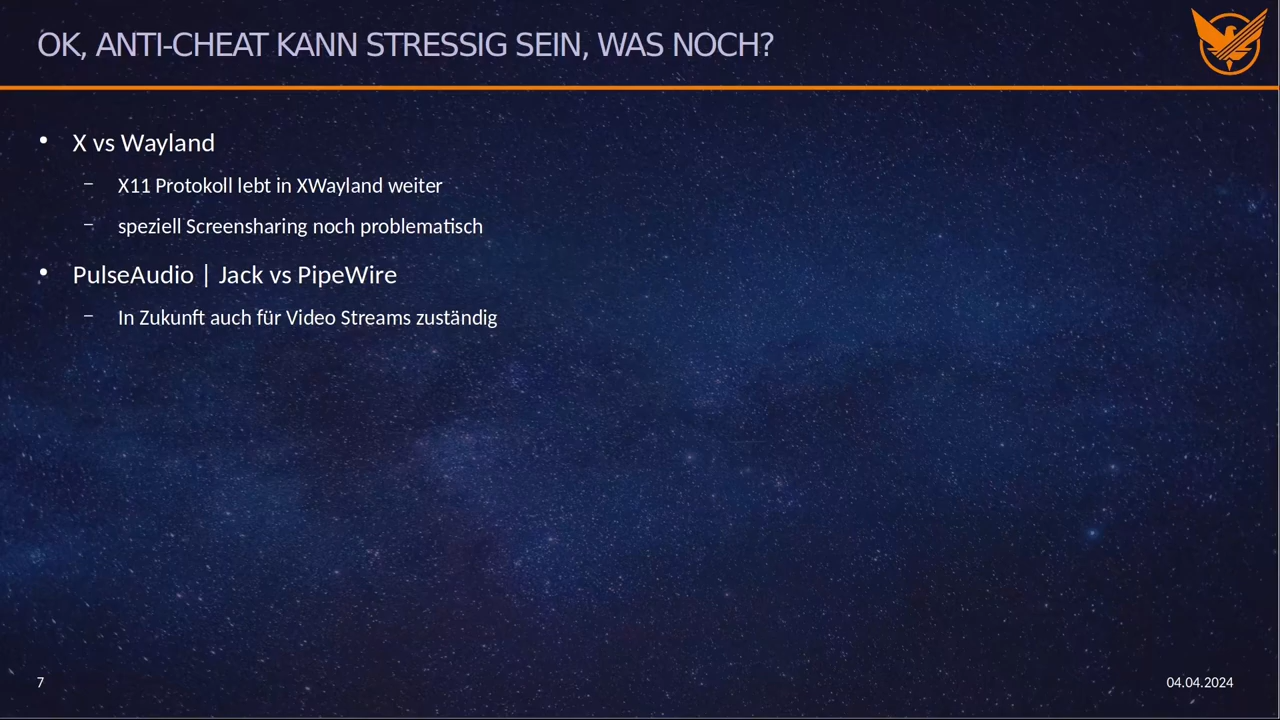 OK, ANTI-CHEAT KANN STRESSIG SEIN, WAS NOCH?
• X vs Wayland
– X11 Protokoll lebt in XWayland weiter
– speziell Screensharing noch problematisch
• PulseAudio | Jack vs PipeWire
– In Zukunft auch für Video Streams zuständig
7
04.04.2024